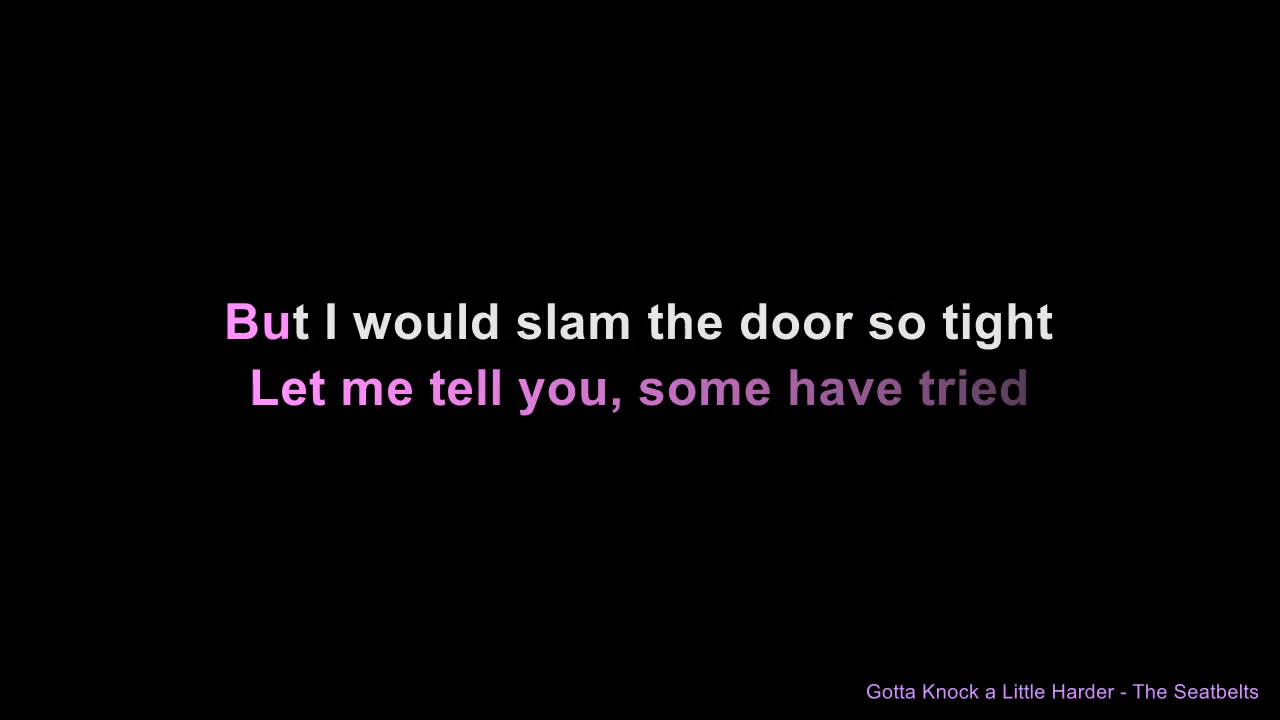 But I would slam the door so tight
Let me tell you, some have tried
Gotta Knock a Little Harder - The Seatbelts